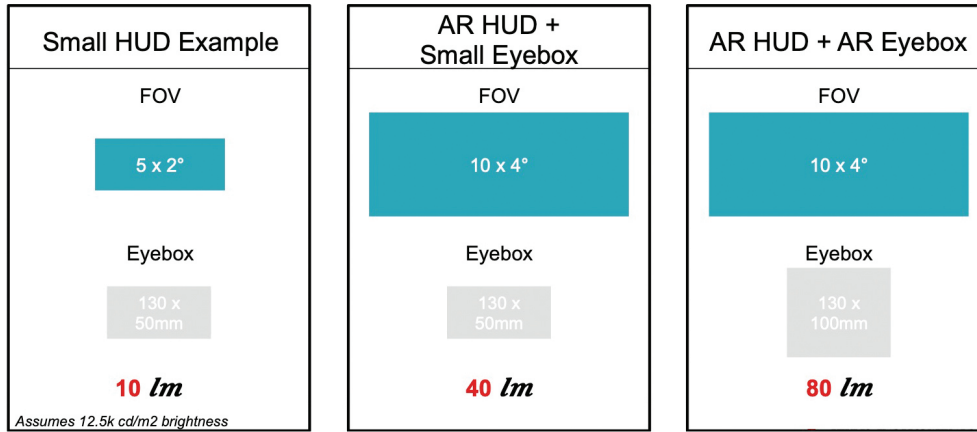 Small HUD Example
FOV
5 x 2°
Eyebox
130 x
50mm
10 lm
Assumes 12.5k cd/m2 brightness
AR HUD +
Small Eyebox
FOV
10 x 4°
Eyebox
130 x
50mm
40 lm
AR HUD + AR Eyebox
FOV
10 x 4°
Eyebox
130 x
100mm
80 lm